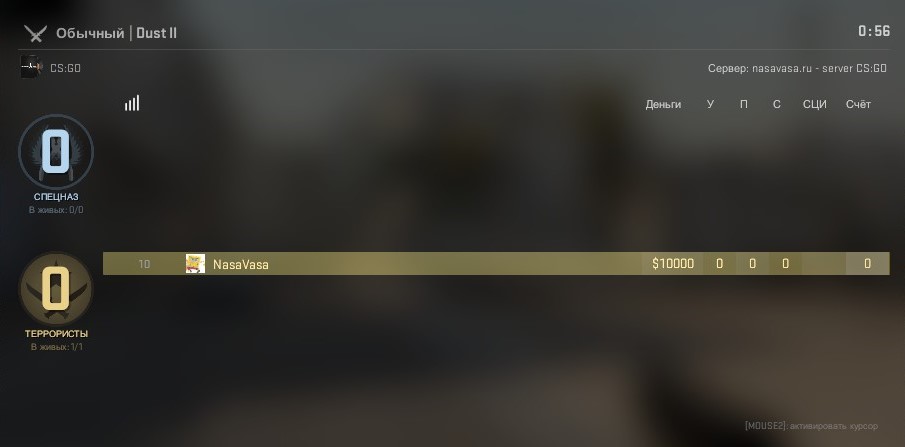 Обычный | Dust II
0:56
CS:GO
Сервер: nasavasa.ru - server CS:GO
Деньги У П С СЦИ Счёт
0
СПЕЦНАЗ
В живых: 0/0
10 NasaVasa $10000 0 0 0 0
0
ТЕРРОРИСТЫ
В живых: 1/1
[MOUSE2]: активировать курсор